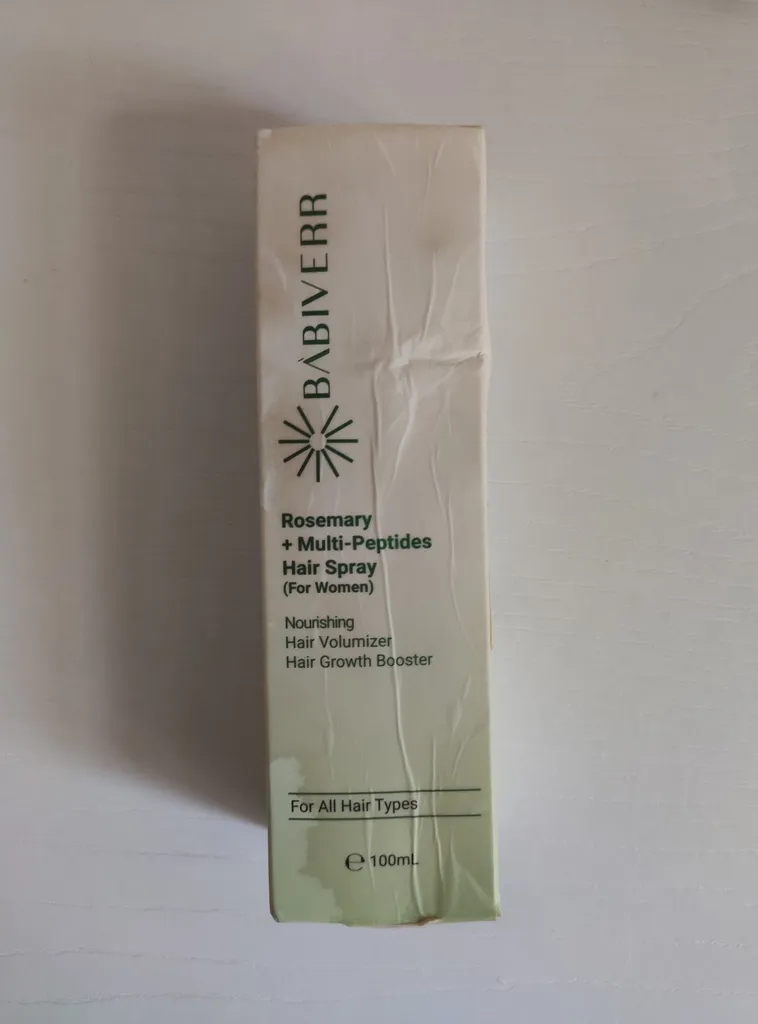 BÀBIVERR
Rosemary
+ Multi-Peptides
Hair Spray
(For Women)
Nourishing
Hair Volumizer
Hair Growth Booster
For All Hair Types
℮ 100mL